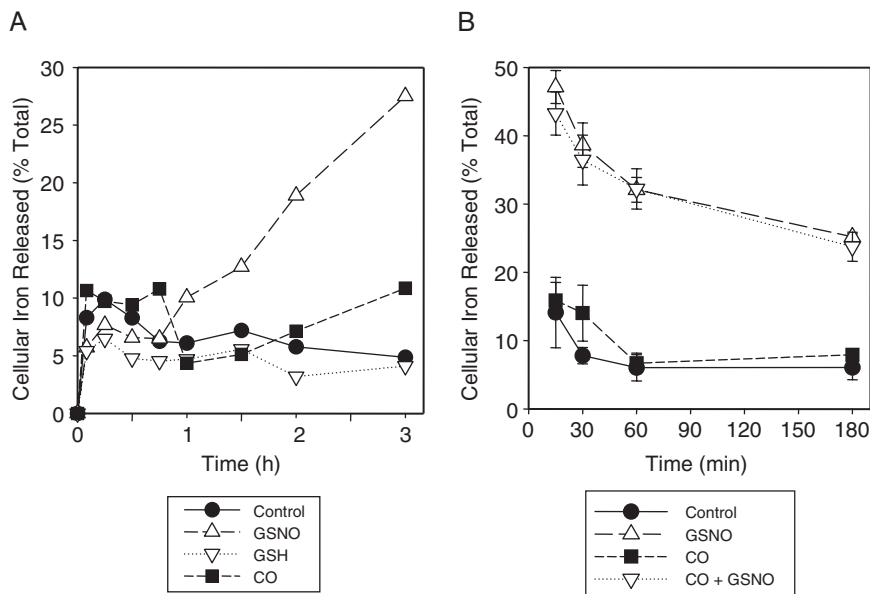 A
Cellular Iron Released (% Total)
30
25
20
15
10
5
0
0 1 2 3
Time (h)
Control
GSNO
GSH
CO
B
Cellular Iron Released (% Total)
50
40
30
20
10
0
0 30 60 90 120 150 180
Time (min)
Control
GSNO
CO
CO + GSNO